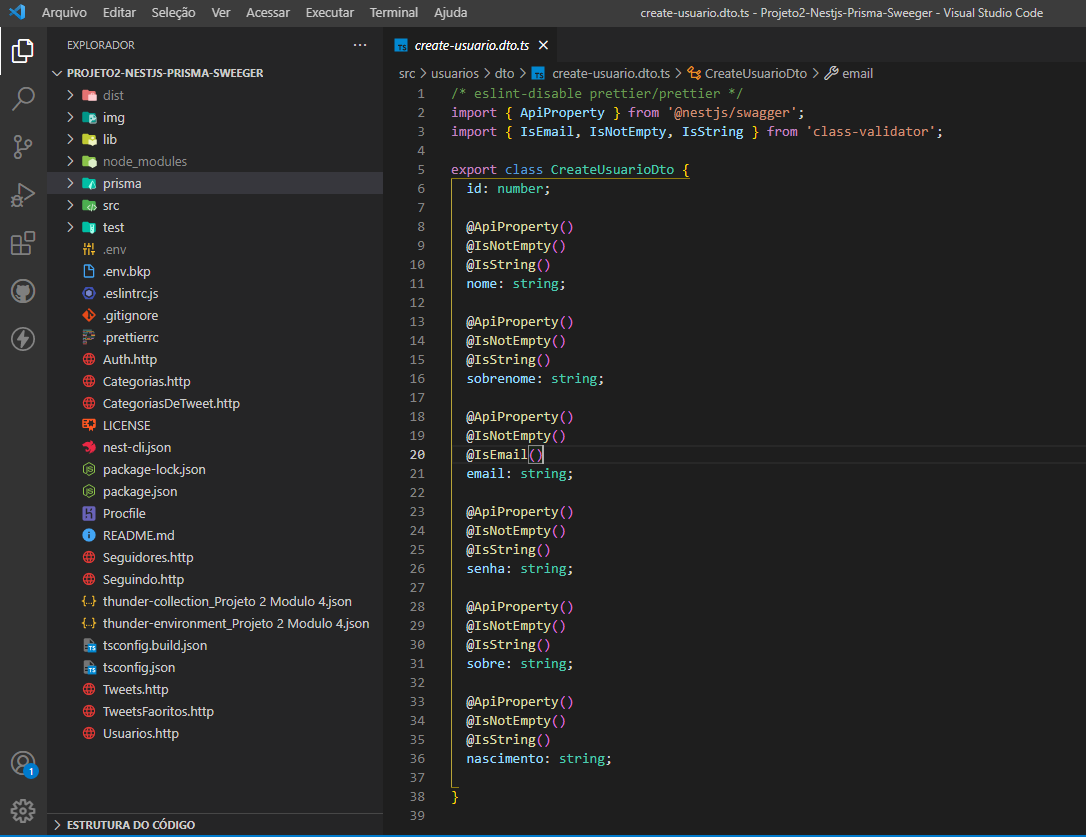 Arquivo Editar Seleção Ver Acessar Executar Terminal Ajuda create-usuario.dto.ts - Projeto2-Nestjs-Prisma-Sweeger - Visual Studio Code
EXPLORADOR ...
PROJETO2-NESTJS-PRISMA-SWEEGER
dist
img
lib
node_modules
prisma
src
test
.env
.env.bkp
.eslintrc.js
.gitignore
.prettierrc
Auth.http
Categorias.http
CategoriasDeTweet.http
LICENSE
nest-cli.json
package-lock.json
package.json
Procfile
README.md
Seguidores.http
Seguindo.http
thunder-collection_Projeto 2 Modulo 4.json
thunder-environment_Projeto 2 Modulo 4.json
tsconfig.build.json
tsconfig.json
Tweets.http
TweetsFaoritos.http
Usuarios.http
ESTRUTURA DO CÓDIGO
1
create-usuario.dto.ts
src > usuarios > dto > create-usuario.dto.ts > CreateUsuarioDto > email
1 /* eslint-disable prettier/prettier */
2 import { ApiProperty } from '@nestjs/swagger';
3 import { IsEmail, IsNotEmpty, IsString } from 'class-validator';
4
5 export class CreateUsuarioDto {
6 id: number;
7
8 @ApiProperty()
9 @IsNotEmpty()
10 @IsString()
11 nome: string;
12
13 @ApiProperty()
14 @IsNotEmpty()
15 @IsString()
16 sobrenome: string;
17
18 @ApiProperty()
19 @IsNotEmpty()
20 @IsEmail()
21 email: string;
22
23 @ApiProperty()
24 @IsNotEmpty()
25 @IsString()
26 senha: string;
27
28 @ApiProperty()
29 @IsNotEmpty()
30 @IsString()
31 sobre: string;
32
33 @ApiProperty()
34 @IsNotEmpty()
35 @IsString()
36 nascimento: string;
37
38 }
39